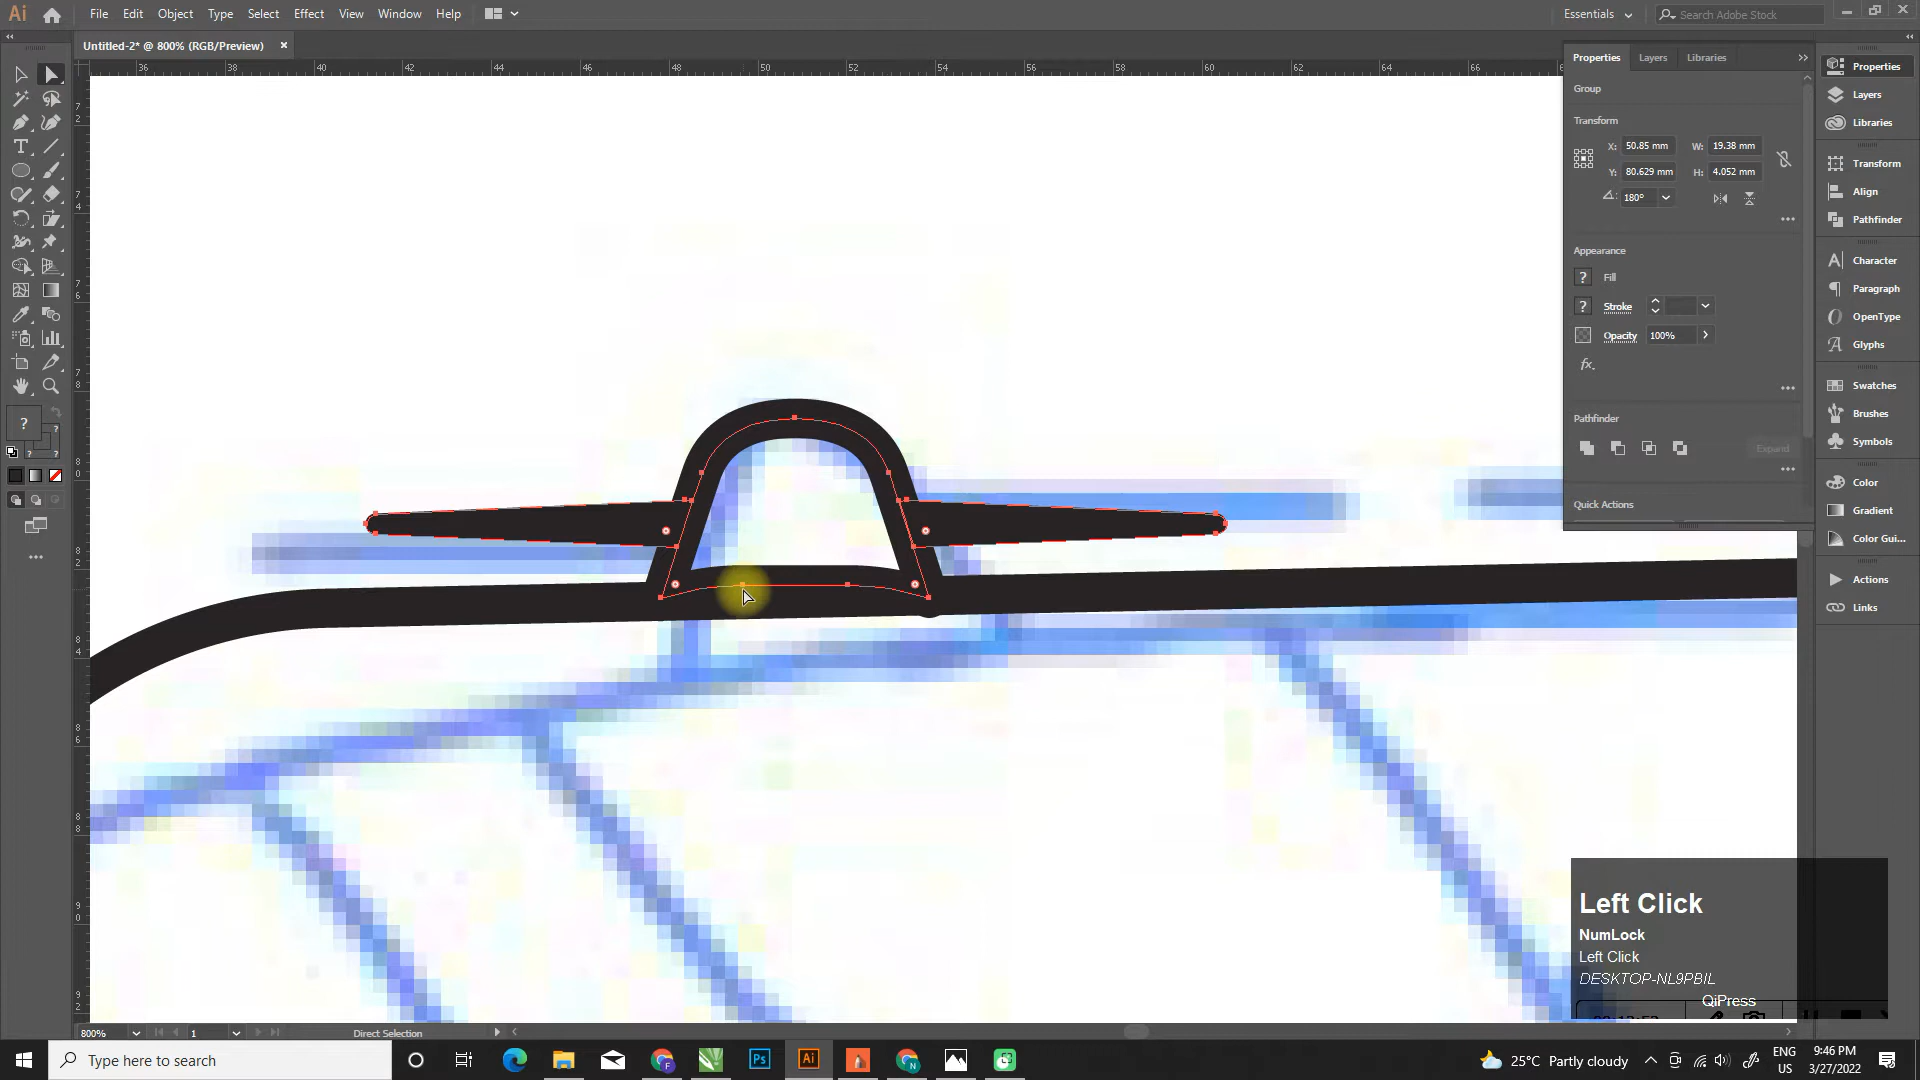 Ai File Edit Object Type Select Effect View Window Help
Essentials Search Adobe Stock
Untitled-2* @ 800% (RGB/Preview)
36 38 40 42 44 46 48 50 52 54 56 58 60 62 64 66
Properties Layers Libraries
Group
Transform
X: 50.85 mm W: 19.38 mm
Y: 80.629 mm H: 4.052 mm
180°
Appearance
? Fill
? Stroke
Opacity 100%
fx.
Pathfinder
Expand
Quick Actions
Properties
Layers
Libraries
Transform
Align
Pathfinder
Character
Paragraph
OpenType
Glyphs
Swatches
Brushes
Symbols
Color
Gradient
Color Gui...
Actions
Links
Left Click
NumLock
Left Click
DESKTOP-NL9PBIL
QiPress
800% 1 Direct Selection
Type here to search
25°C Partly cloudy
ENG
US
9:46 PM
3/27/2022